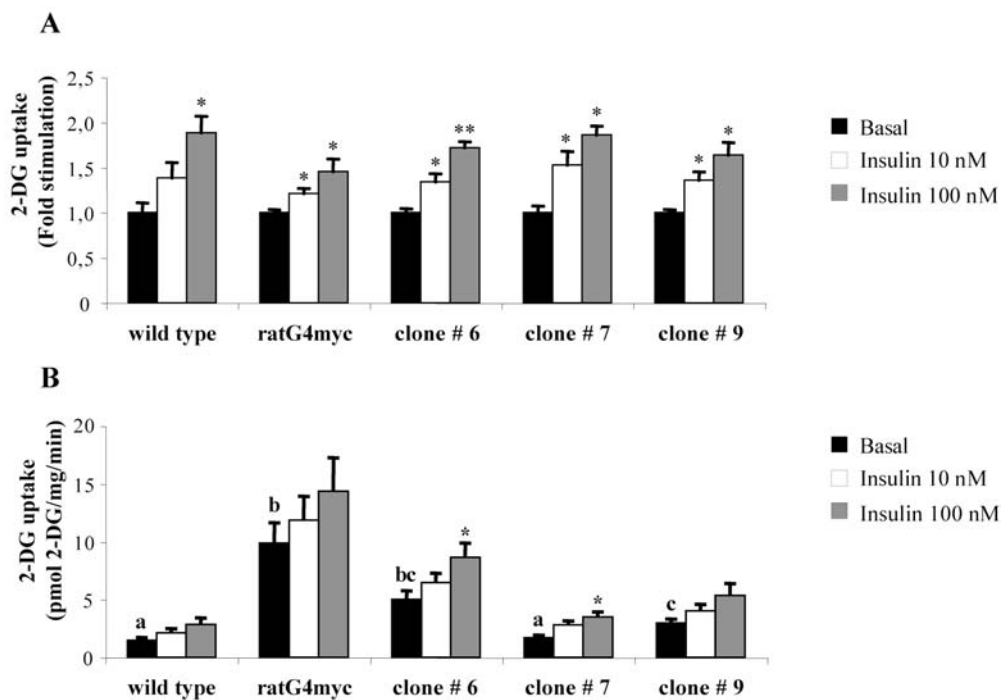 A
2-DG uptake
(Fold stimulation)
2,5
2,0
1,5
1,0
0,5
0
*
* *
* **
* *
* *
wild type ratG4myc clone # 6 clone # 7 clone # 9
Basal
Insulin 10 nM
Insulin 100 nM
B
2-DG uptake
(pmol 2-DG/mg/min)
20
15
10
5
0
a
b
bc *
a *
c
wild type ratG4myc clone # 6 clone # 7 clone # 9
Basal
Insulin 10 nM
Insulin 100 nM